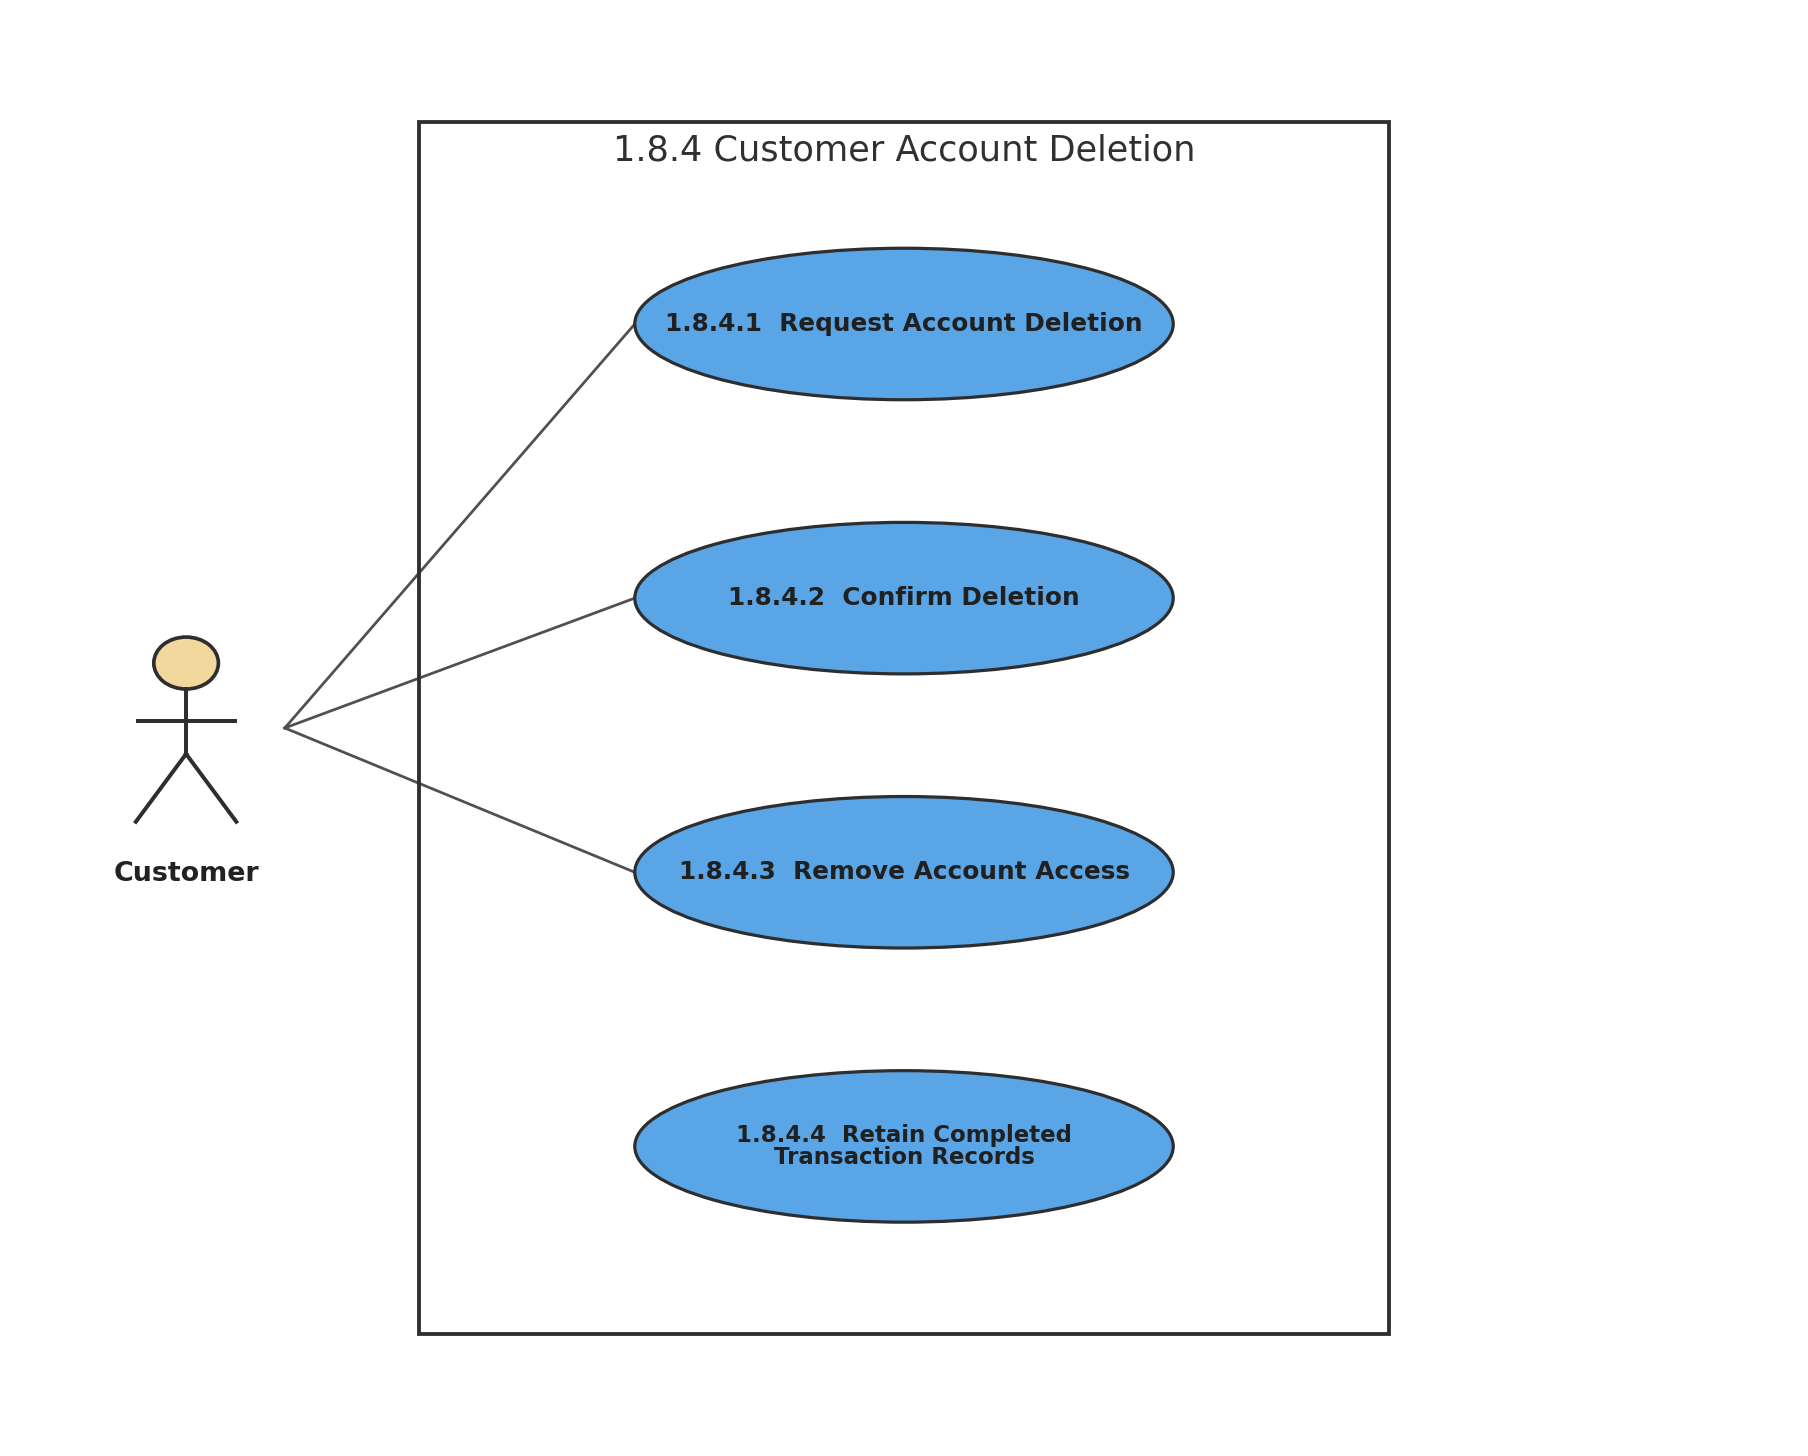 1.8.4 Customer Account Deletion
1.8.4.1  Request Account Deletion
1.8.4.2  Confirm Deletion
1.8.4.3  Remove Account Access
Customer
1.8.4.4  Retain Completed
Transaction Records